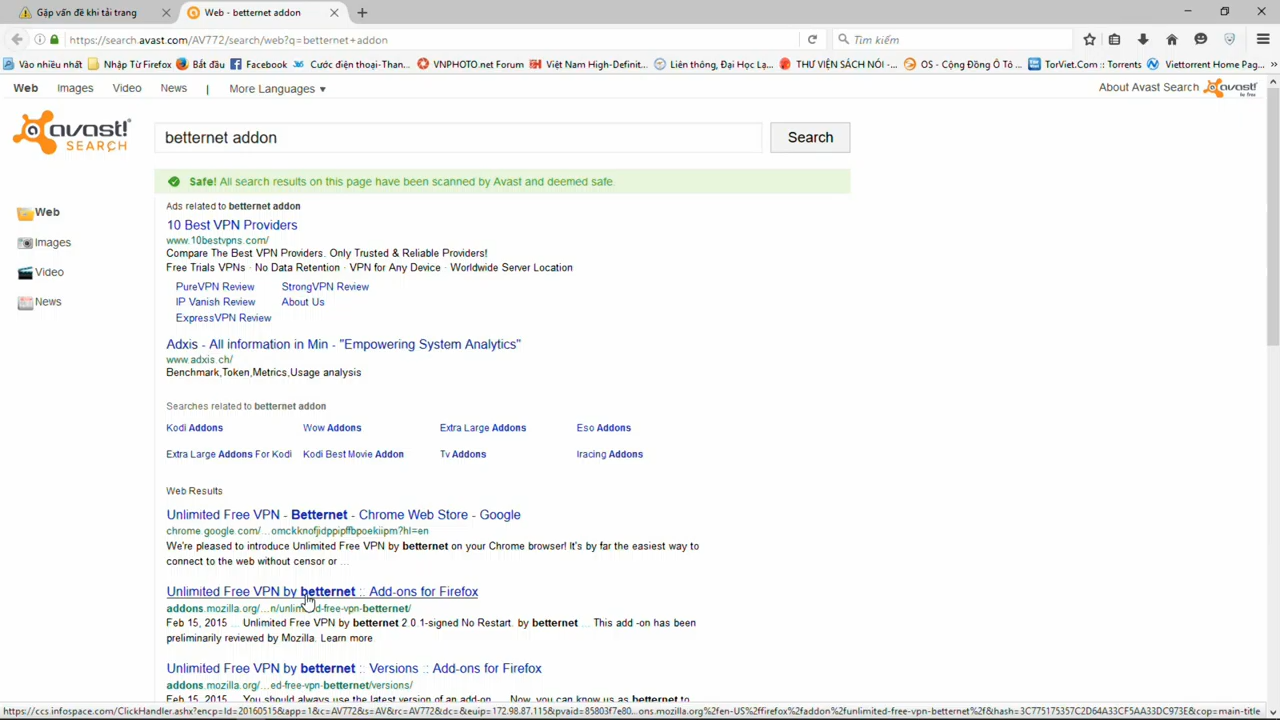 Gặp vấn đề khi tải trang
Web - betternet addon
https://search.avast.com/AV772/search/web?q=betternet+addon
Tìm kiếm
Vào nhiều nhất
Nhập Từ Firefox
Bắt đầu
Facebook
Cước điện thoại-Than...
VNPHOTO.net Forum
Việt Nam High-Definit...
Liên thông, Đại Học L...
THƯ VIỆN SÁCH NÓI -...
OS - Cộng Đồng Ô Tô ...
TorViet.Com :: Torrents
Viettorrent Home Pag...
Web Images Video News | More Languages ▼
About Avast Search avast! be free
avast!
SEARCH
betternet addon
Search
Safe! All search results on this page have been scanned by Avast and deemed safe.
Web
Images
Video
News
Ads related to betternet addon
10 Best VPN Providers
www.10bestvpns.com/
Compare The Best VPN Providers. Only Trusted & Reliable Providers!
Free Trials VPNs · No Data Retention · VPN for Any Device · Worldwide Server Location
PureVPN Review StrongVPN Review
IP Vanish Review About Us
ExpressVPN Review
Adxis - All information in Min - "Empowering System Analytics"
www.adxis.ch/
Benchmark,Token,Metrics,Usage analysis
Searches related to betternet addon
Kodi Addons Wow Addons Extra Large Addons Eso Addons
Extra Large Addons For Kodi Kodi Best Movie Addon Tv Addons Iracing Addons
Web Results
Unlimited Free VPN - Betternet - Chrome Web Store - Google
chrome.google.com/...omckknofjidppipffbpoekiipm?hl=en
We're pleased to introduce Unlimited Free VPN by betternet on your Chrome browser! It's by far the easiest way to
connect to the web without censor or ...
Unlimited Free VPN by betternet :: Add-ons for Firefox
addons.mozilla.org/...n/unlimited-free-vpn-betternet/
Feb 15, 2015 ... Unlimited Free VPN by betternet 2.0.1-signed No Restart. by betternet ... This add -on has been
preliminarily reviewed by Mozilla. Learn more
Unlimited Free VPN by betternet :: Versions :: Add-ons for Firefox
addons.mozilla.org/...ed-free-vpn-betternet/versions/
Feb 15, 2015 ... You should always use the latest version of an add-on. ... Now, you can know us as betternet to
https://ccs.infospace.com/ClickHandler.ashx?encp=ld=20160515&app=1&c=AV772&s=AV&rc=AV772&dc=&euip=172.98.87.115&pvaid=85803f7e80...ons.mozilla.org%2fen-US%2ffirefox%2faddon%2funlimited-free-vpn-betternet%2f&hash=3C775175357C2D64A33CF5AA33DC973E&cop=main-title